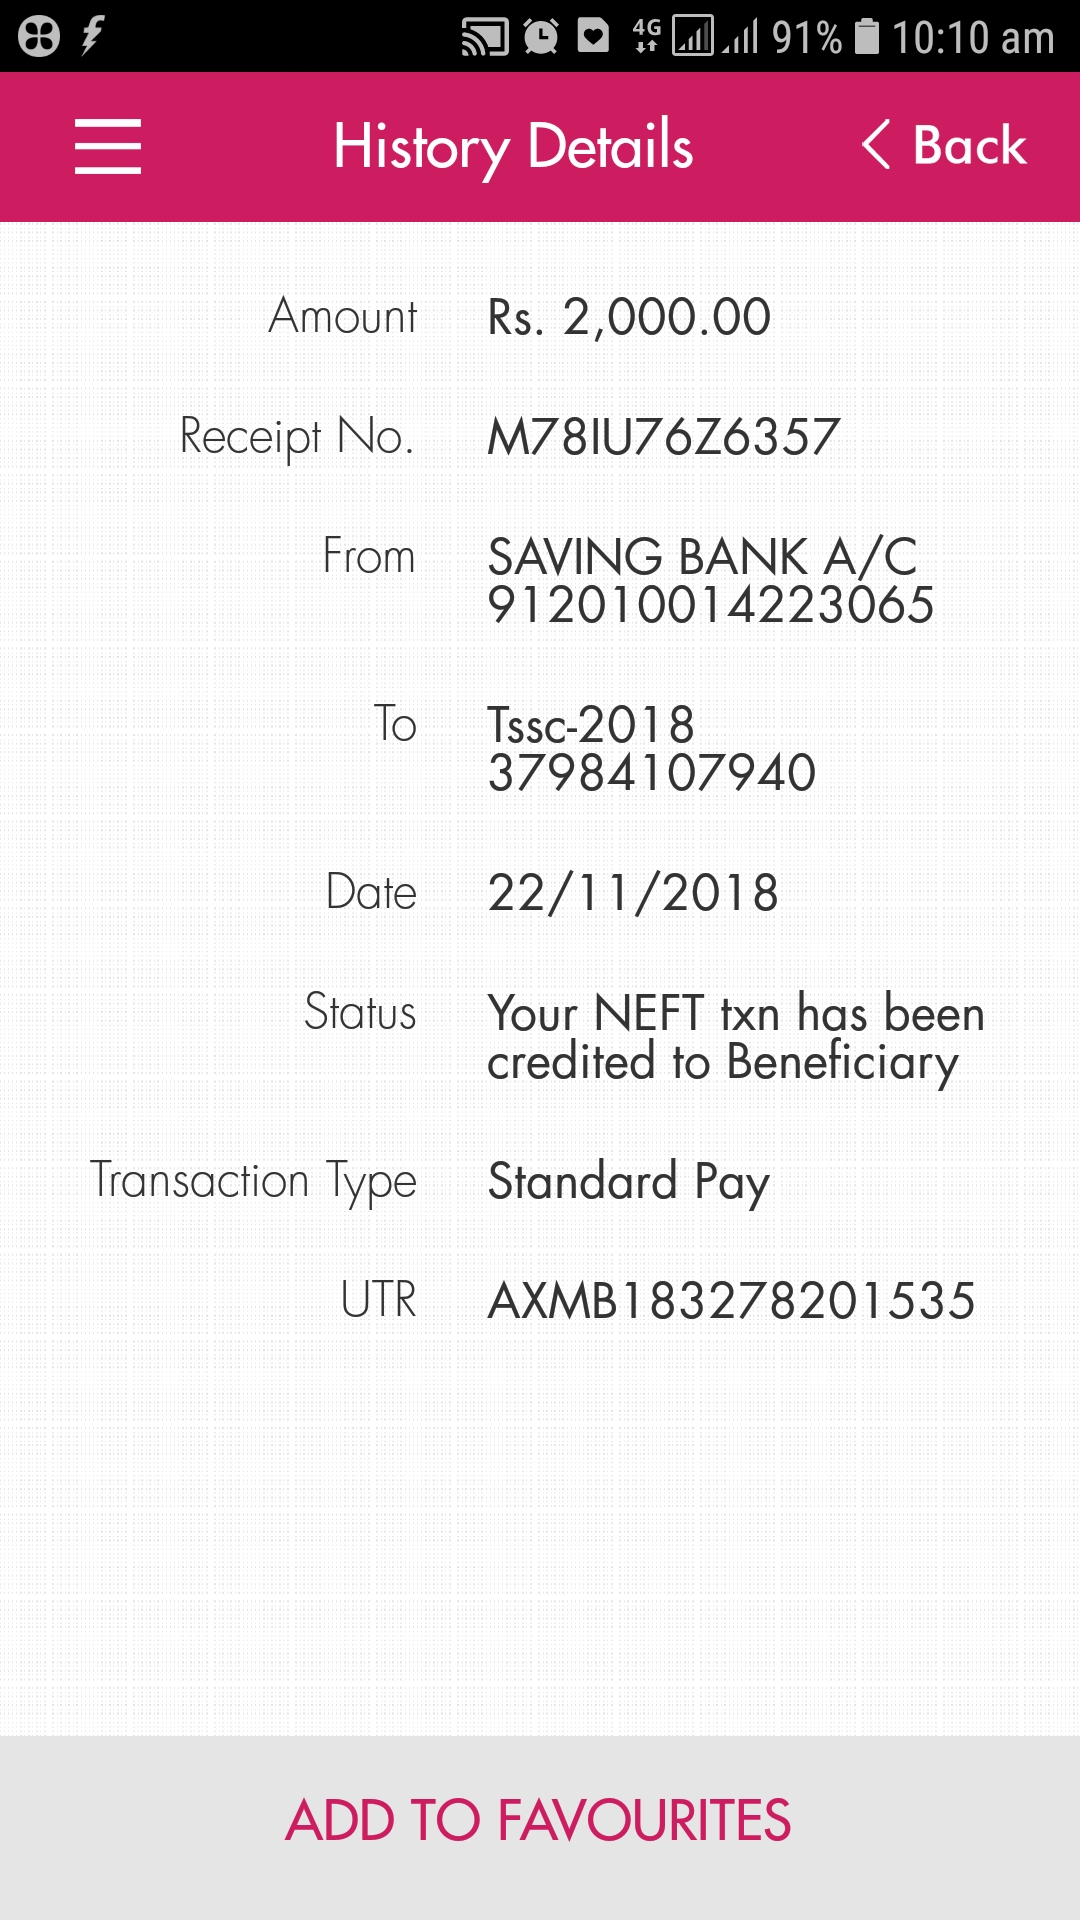 4G 91% 10:10 am
History Details
Back
Amount Rs. 2,000.00
Receipt No. M78IU76Z6357
From SAVING BANK A/C
912010014223065
To Tssc-2018
37984107940
Date 22/11/2018
Status Your NEFT txn has been
credited to Beneficiary
Transaction Type Standard Pay
UTR AXMB183278201535
ADD TO FAVOURITES